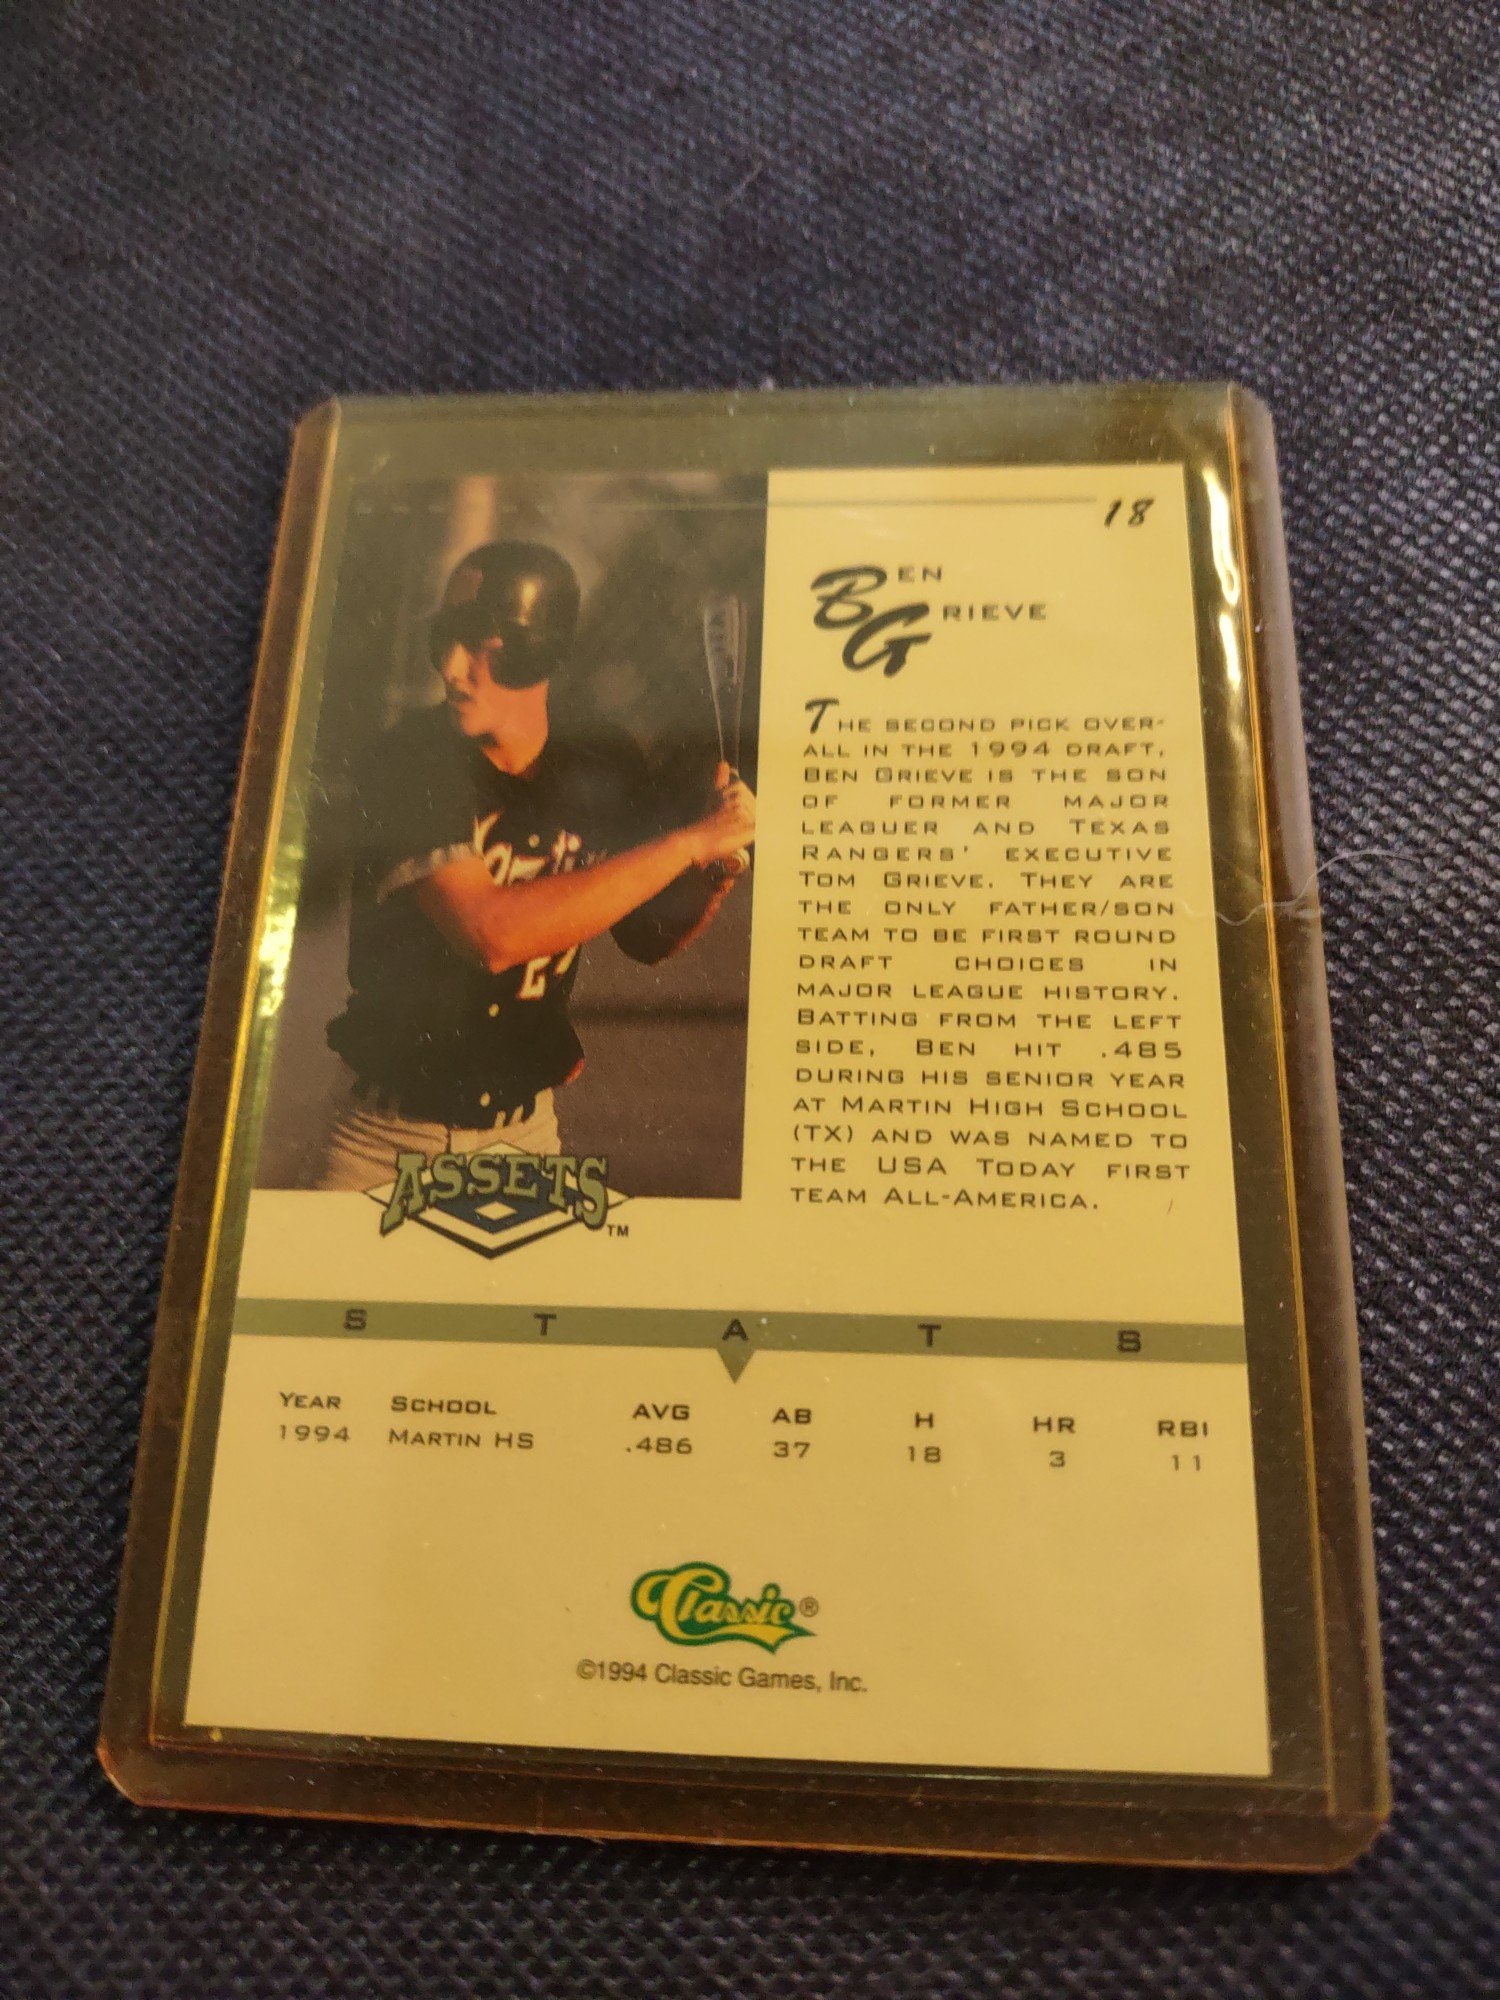 18
BEN
GRIEVE
THE SECOND PICK OVER-
ALL IN THE 1994 DRAFT,
BEN GRIEVE IS THE SON
OF FORMER MAJOR
LEAGUER AND TEXAS
RANGERS' EXECUTIVE
TOM GRIEVE. THEY ARE
THE ONLY FATHER/SON
TEAM TO BE FIRST ROUND
DRAFT CHOICES IN
MAJOR LEAGUE HISTORY.
BATTING FROM THE LEFT
SIDE, BEN HIT .485
DURING HIS SENIOR YEAR
AT MARTIN HIGH SCHOOL
(TX) AND WAS NAMED TO
THE USA TODAY FIRST
TEAM ALL-AMERICA.
ASSETS™
STATS
YEAR SCHOOL AVG AB H HR RBI
1994 MARTIN HS .486 37 18 3 11
Classic®
©1994 Classic Games, Inc.